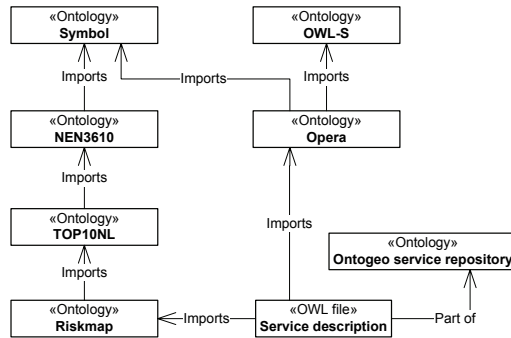 «Ontology»
Symbol
«Ontology»
OWL-S
Imports
Imports
Imports
«Ontology»
NEN3610
«Ontology»
Opera
Imports
«Ontology»
TOP10NL
Imports
«Ontology»
Ontogeo service repository
Imports
«Ontology»
Riskmap
Imports
«OWL file»
Service description
Part of